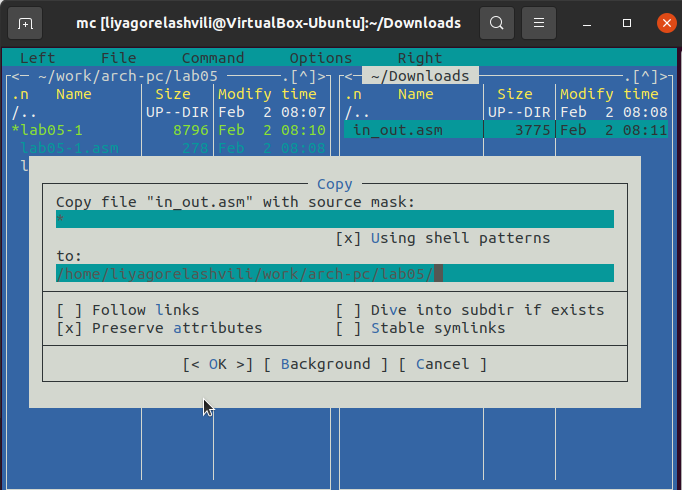 mc [liyagorelashvili@VirtualBox-Ubuntu]:~/Downloads
Left File Command Options Right
<─ ~/work/arch-pc/lab05 ─.[^]> <─ ~/Downloads ─.[^]>
.n Name Size Modify time .n Name Size Modify time
/.. UP--DIR Feb 2 08:07 /.. UP--DIR Feb 2 08:08
*lab05-1 8796 Feb 2 08:10 in_out.asm 3775 Feb 2 08:11
lab05-1.asm 278 Feb 2 08:08
l
Copy
Copy file "in_out.asm" with source mask:
*
[x] Using shell patterns
to:
/home/liyagorelashvili/work/arch-pc/lab05/
[ ] Follow links [ ] Dive into subdir if exists
[x] Preserve attributes [ ] Stable symlinks
[< OK >] [ Background ] [ Cancel ]